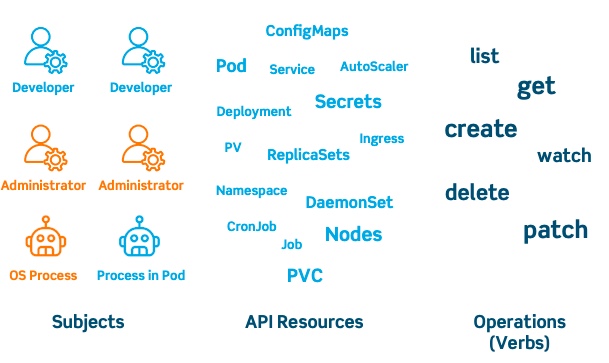 Developer
Developer
Administrator
Administrator
OS Process
Process in Pod
Subjects
ConfigMaps
Pod
Service
AutoScaler
Secrets
Deployment
Ingress
PV
ReplicaSets
Namespace
DaemonSet
CronJob
Nodes
Job
PVC
API Resources
list
get
create
watch
delete
patch
Operations
(Verbs)